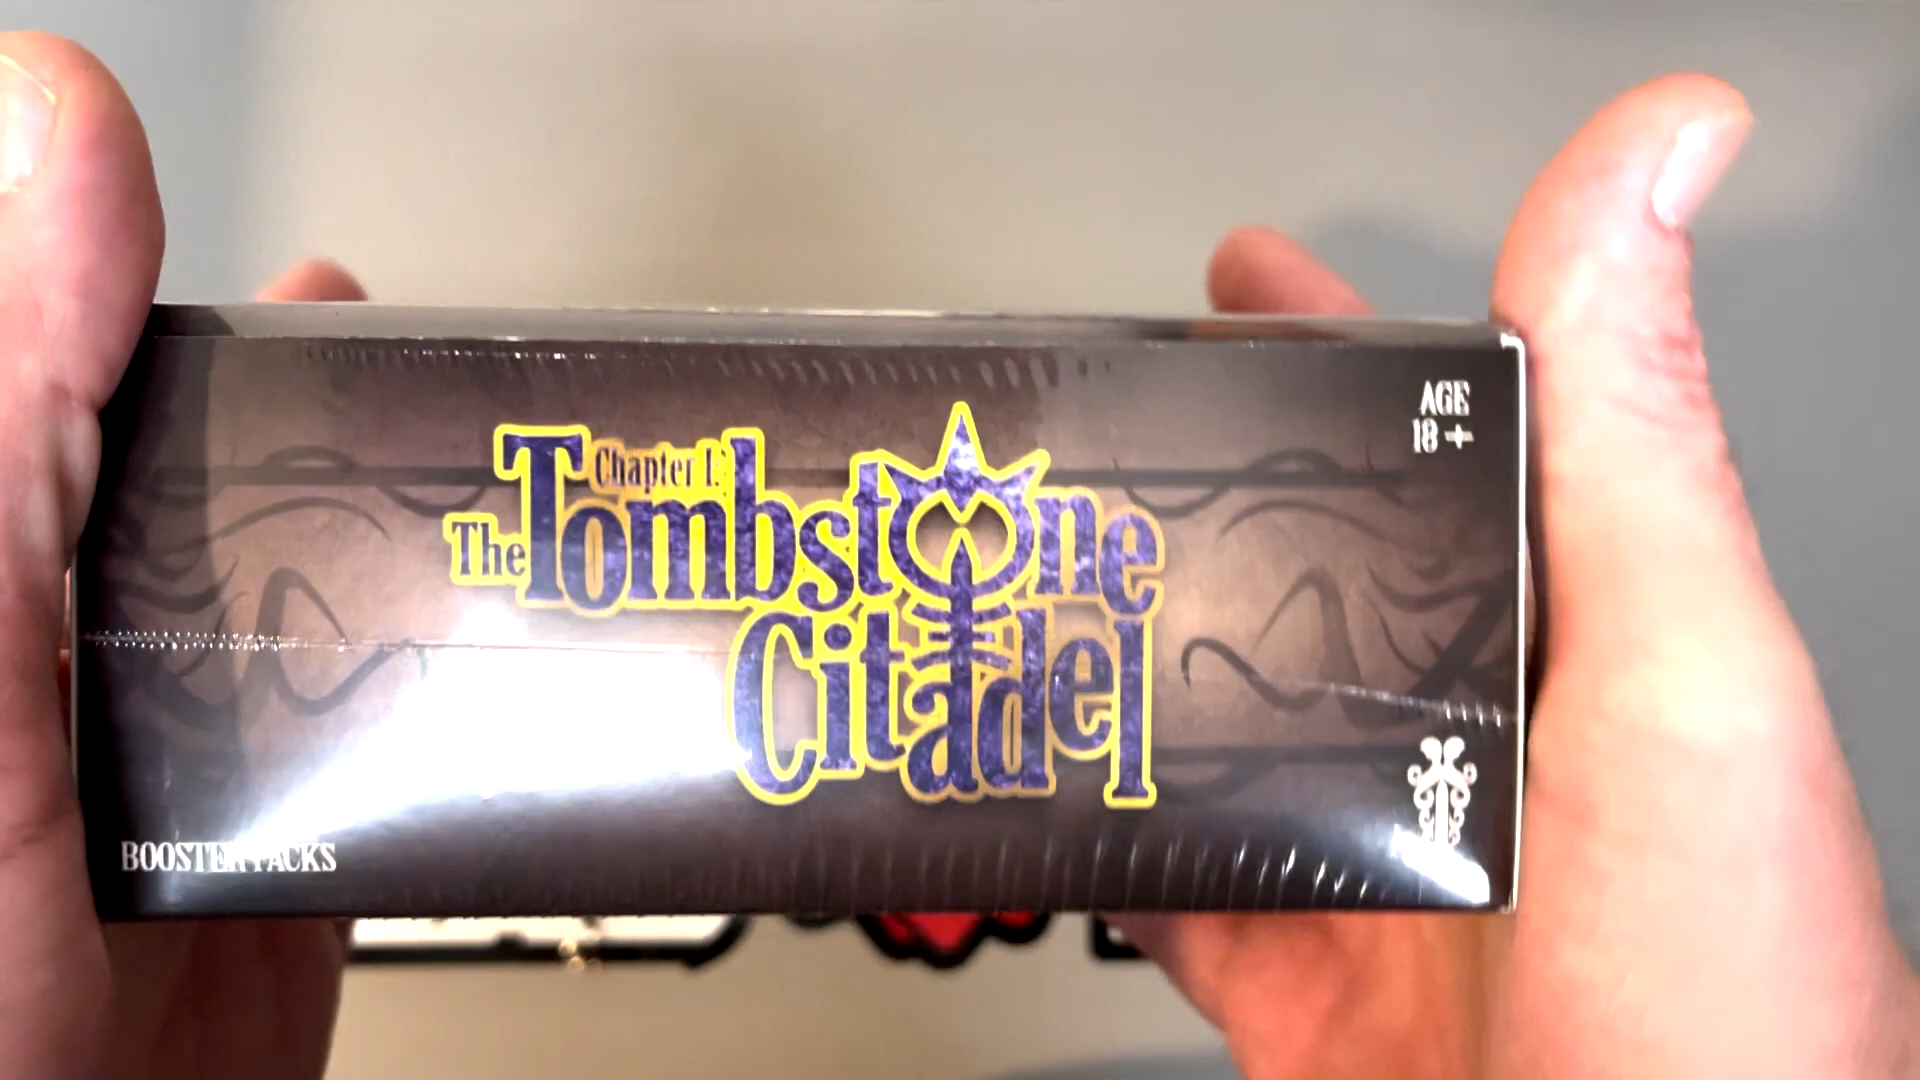 AGE
18+
Chapter 1:
The Tombstone
Citadel
BOOSTER PACKS